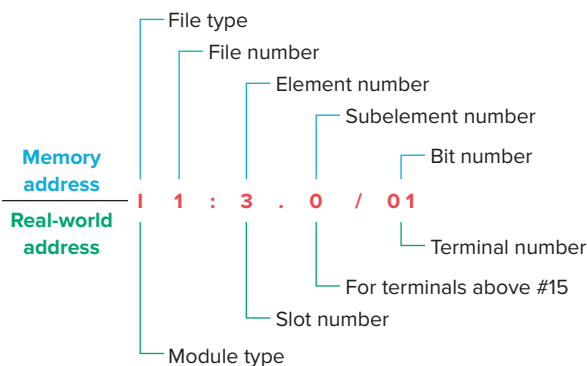 File type
File number
Element number
Subelement number
Bit number
Memory
address
I 1 : 3 . 0 / 01
Real-world
address
Terminal number
For terminals above #15
Slot number
Module type